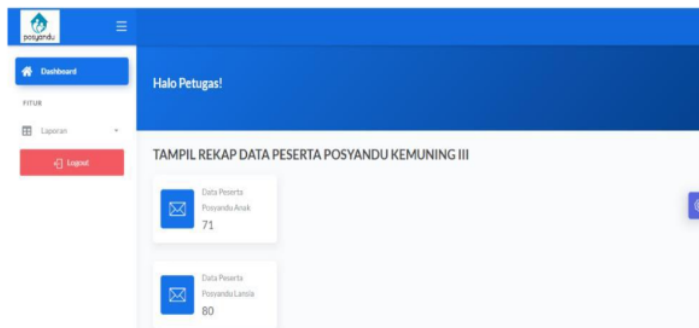 posyandu
Dashboard
Halo Petugas!
FITUR
Laporan
Logout
TAMPIL REKAP DATA PESERTA POSYANDU KEMUNING III
Data Peserta
Posyandu Anak
71
Data Peserta
Posyandu Lansia
80